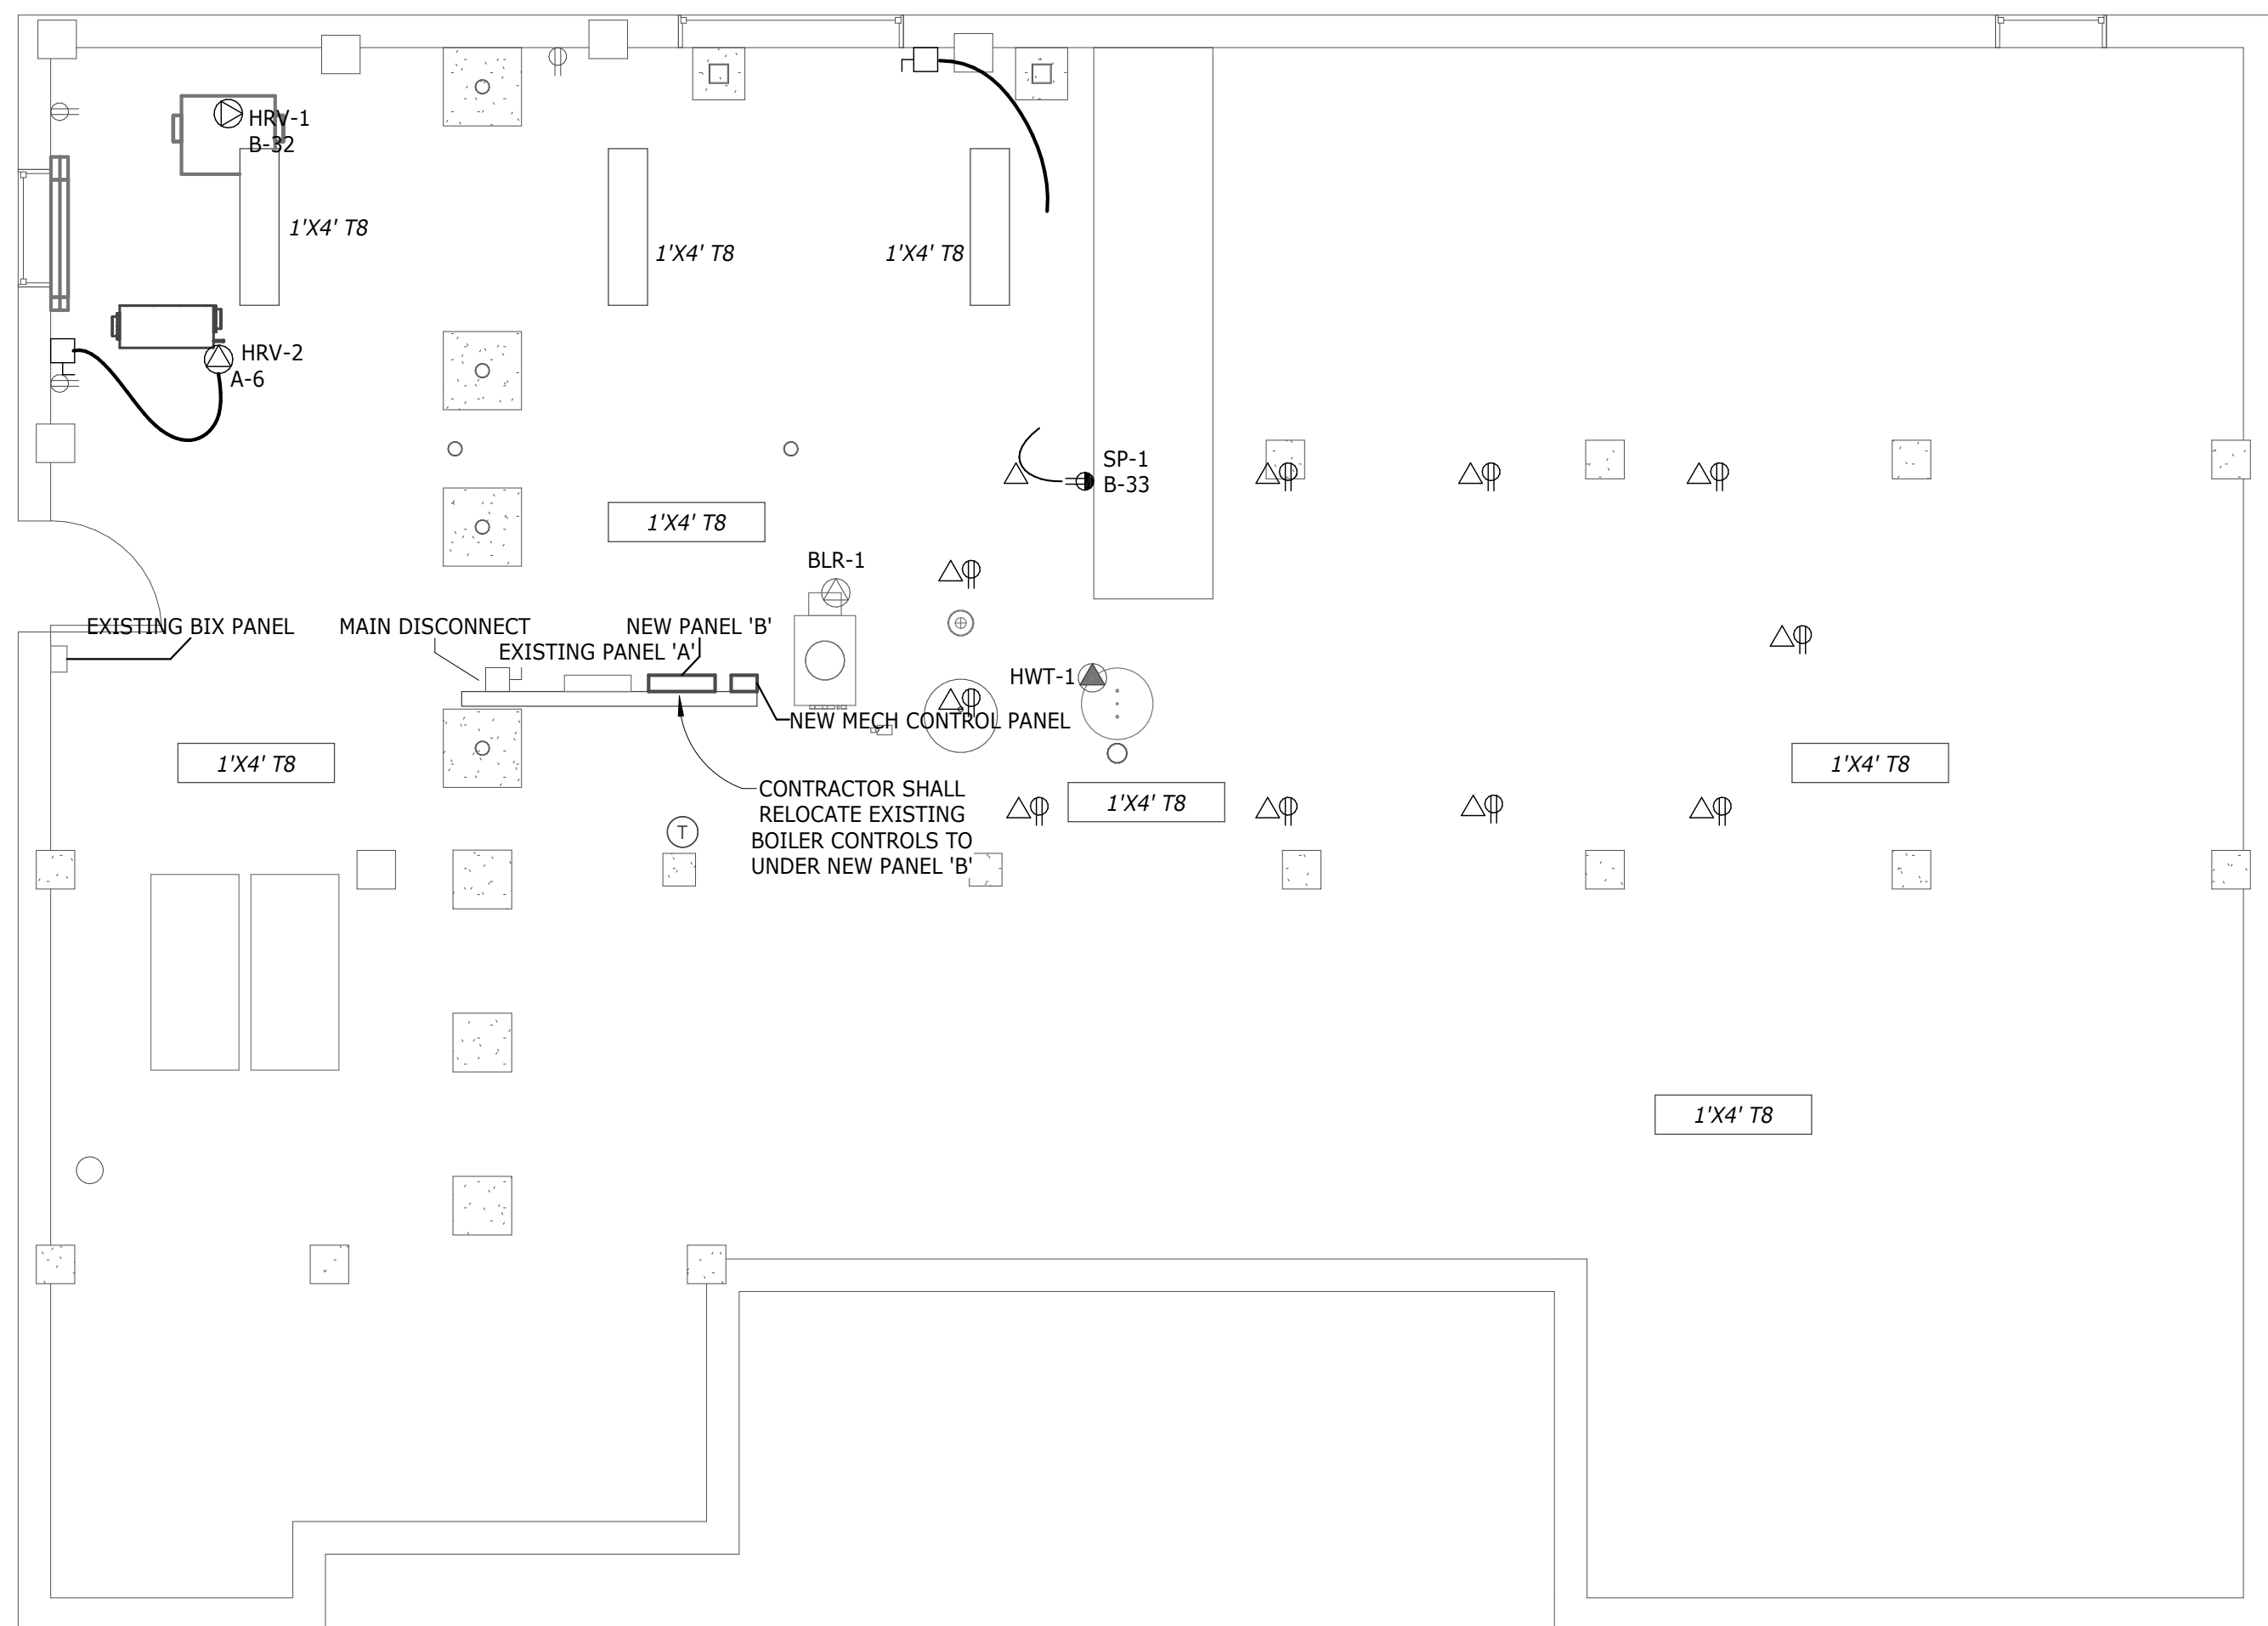 HRV-1
B-32
1'X4' T8
1'X4' T8
1'X4' T8
HRV-2
A-6
SP-1
B-33
1'X4' T8
BLR-1
EXISTING BIX PANEL
MAIN DISCONNECT
NEW PANEL 'B'
EXISTING PANEL 'A'
HWT-1
NEW MECH CONTROL PANEL
1'X4' T8
1'X4' T8
CONTRACTOR SHALL
RELOCATE EXISTING
BOILER CONTROLS TO
UNDER NEW PANEL 'B'
1'X4' T8
T
1'X4' T8